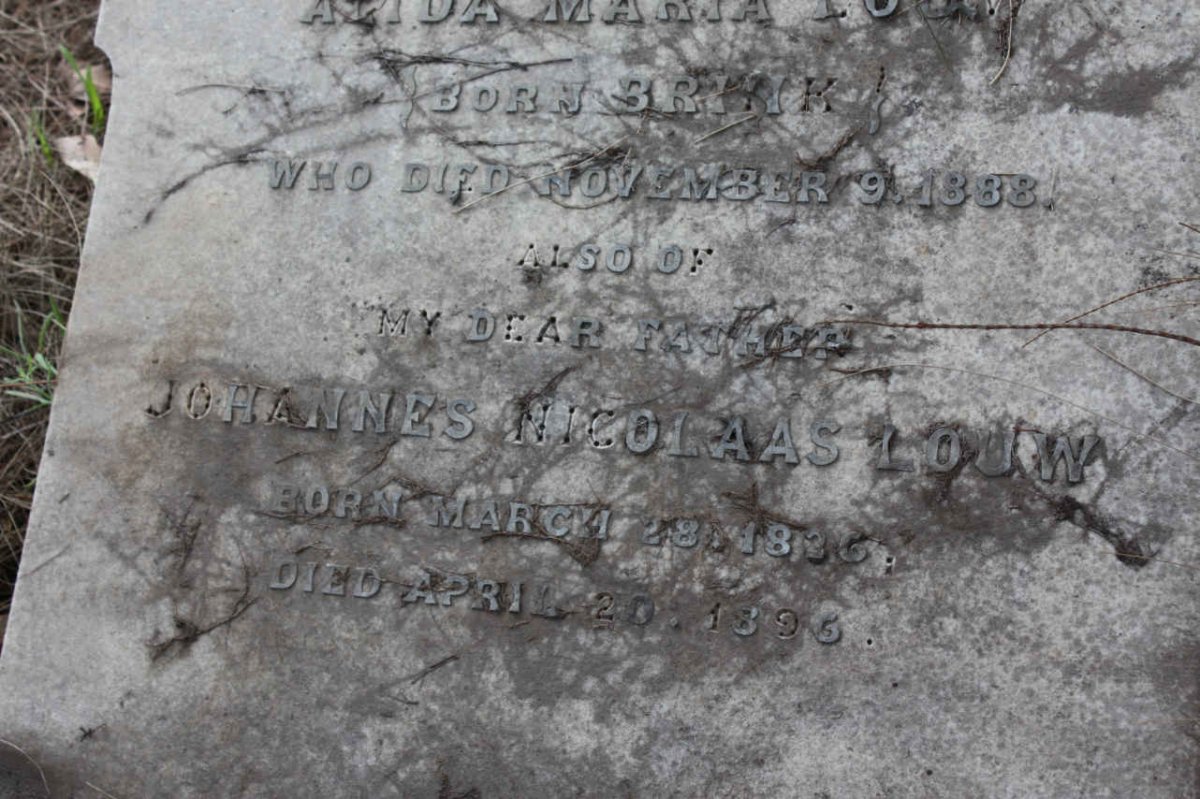 ALIDA MARIA LOUW
(BORN BRINK)
WHO DIED NOVEMBER 9. 1888.
ALSO OF
MY DEAR FATHER
JOHANNES NICOLAAS LOUW
BORN MARCH 28. 1826.
DIED APRIL 20. 1896.